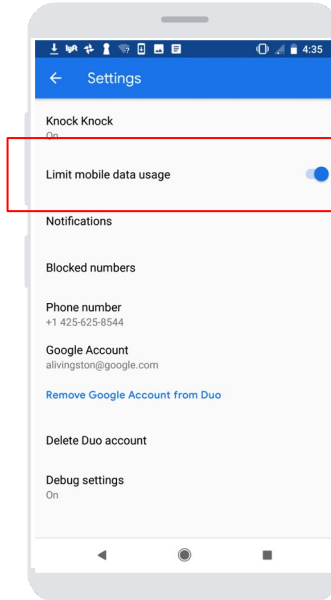 4:35
Settings
Knock Knock
On
Limit mobile data usage
Notifications
Blocked numbers
Phone number
+1 425-625-8544
Google Account
alivingston@google.com
Remove Google Account from Duo
Delete Duo account
Debug settings
On